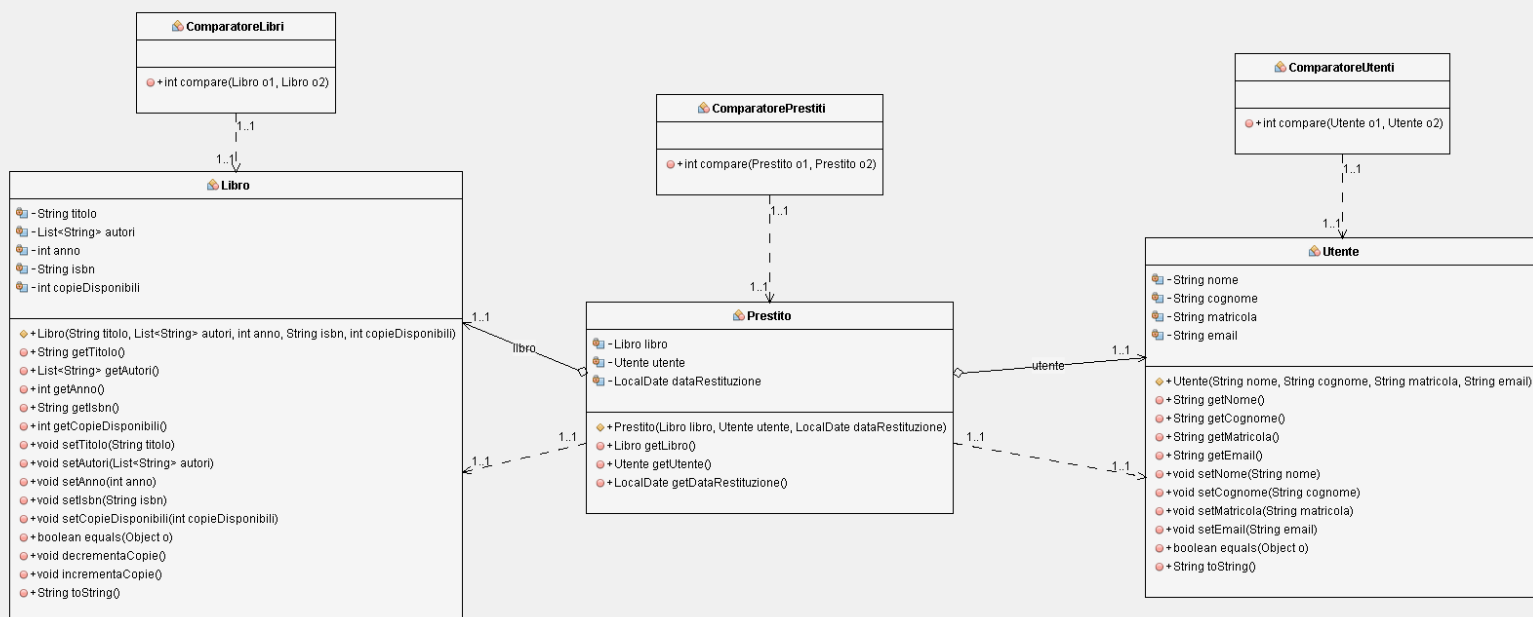 ComparatoreLibri
+int compare(Libro o1, Libro o2)
1..1
1..1
Libro
-String titolo
-List<String> autori
-int anno
-String isbn
-int copieDisponibili
+Libro(String titolo, List<String> autori, int anno, String isbn, int copieDisponibili)
+String getTitolo()
+List<String> getAutori()
+int getAnno()
+String getIsbn()
+int getCopieDisponibili()
+void setTitolo(String titolo)
+void setAutori(List<String> autori)
+void setAnno(int anno)
+void setIsbn(String isbn)
+void setCopieDisponibili(int copieDisponibili)
+boolean equals(Object o)
+void decrementaCopie()
+void incrementaCopie()
+String toString()
1..1
libro
1..1
1..1
ComparatorePrestiti
+int compare(Prestito o1, Prestito o2)
1..1
1..1
Prestito
-Libro libro
-Utente utente
-LocalDate dataRestituzione
+Prestito(Libro libro, Utente utente, LocalDate dataRestituzione)
+Libro getLibro()
+Utente getUtente()
+LocalDate getDataRestituzione()
1..1
utente
1..1
1..1
ComparatoreUtenti
+int compare(Utente o1, Utente o2)
1..1
1..1
Utente
-String nome
-String cognome
-String matricola
-String email
+Utente(String nome, String cognome, String matricola, String email)
+String getNome()
+String getCognome()
+String getMatricola()
+String getEmail()
+void setNome(String nome)
+void setCognome(String cognome)
+void setMatricola(String matricola)
+void setEmail(String email)
+boolean equals(Object o)
+String toString()